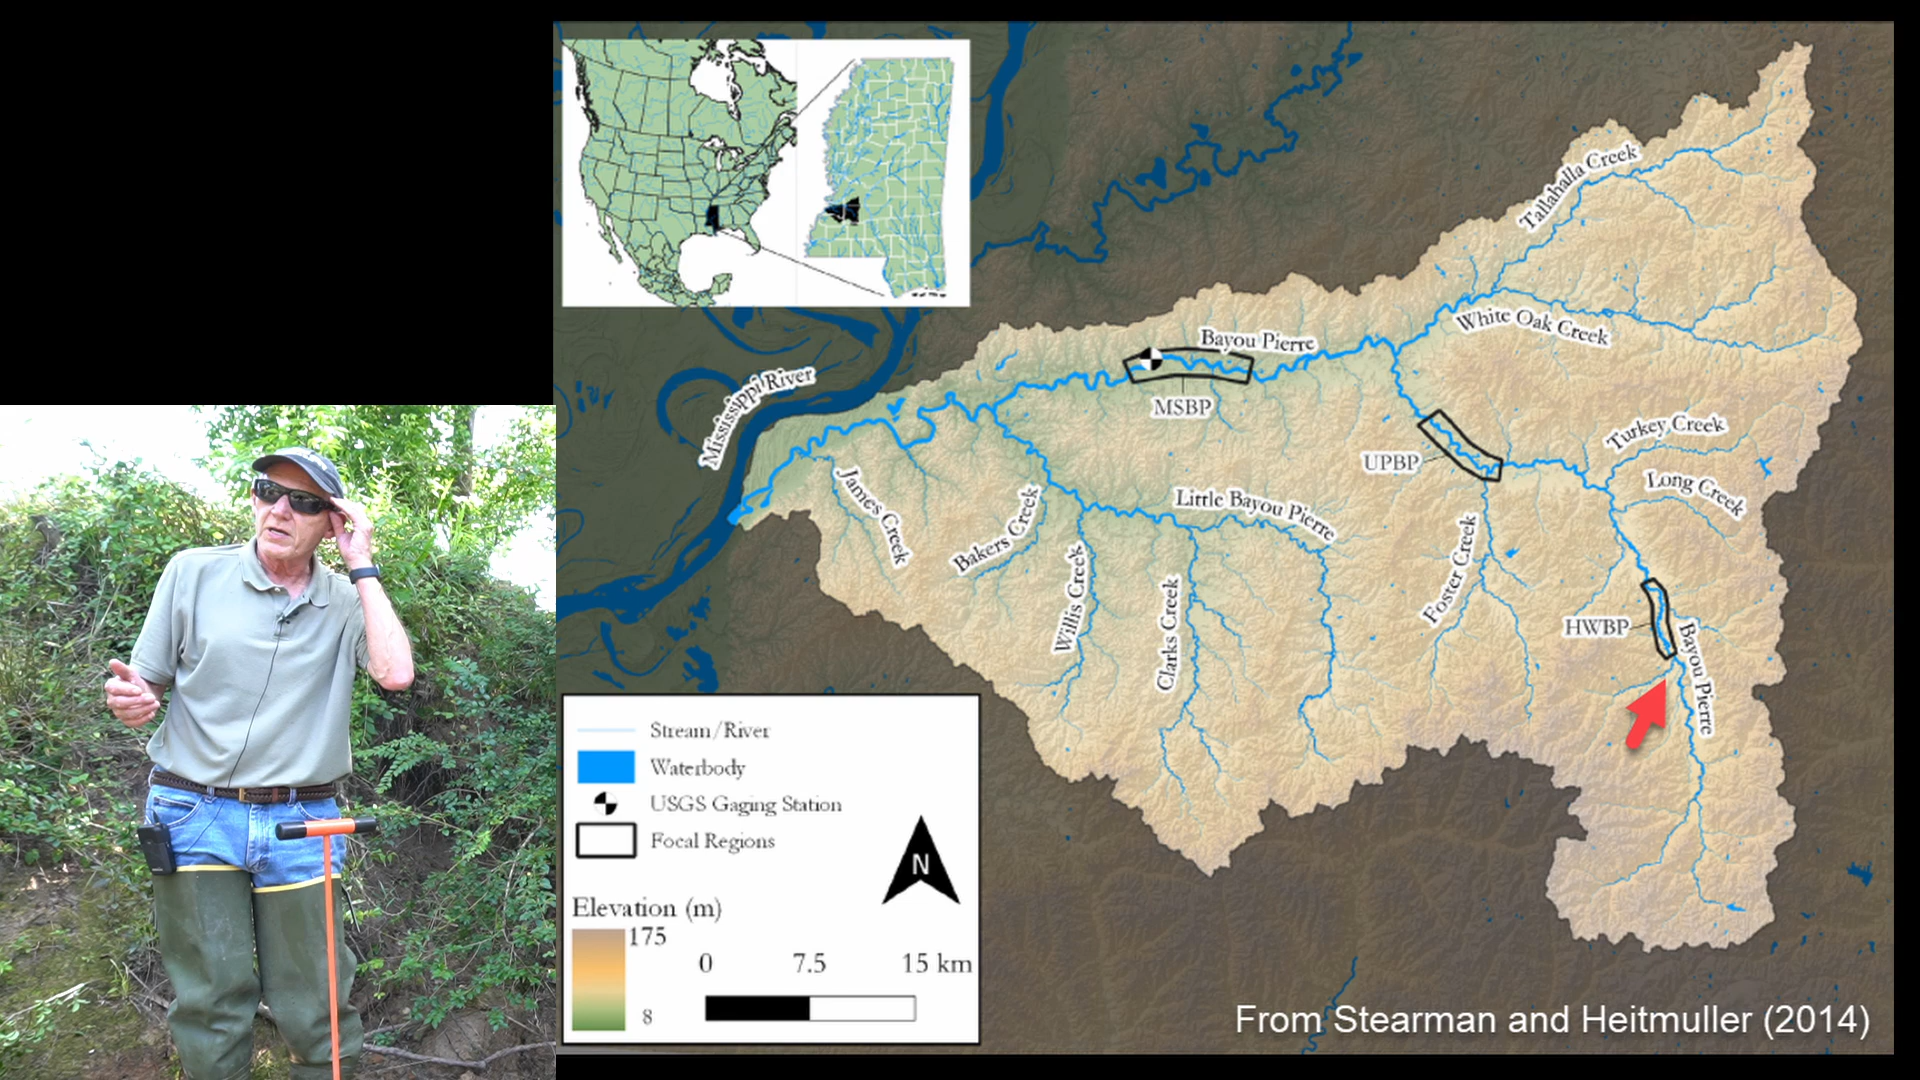 Tallahalla Creek
White Oak Creek
Bayou Pierre
Mississippi River
MSBP
Turkey Creek
UPBP
Long Creek
James Creek
Bakers Creek
Little Bayou Pierre
Willis Creek
Clarks Creek
Foster Creek
HWBP
Bayou Pierre
Stream/River
Waterbody
USGS Gaging Station
Focal Regions
N
Elevation (m)
175
8
0 7.5 15 km
From Stearman and Heitmuller (2014)